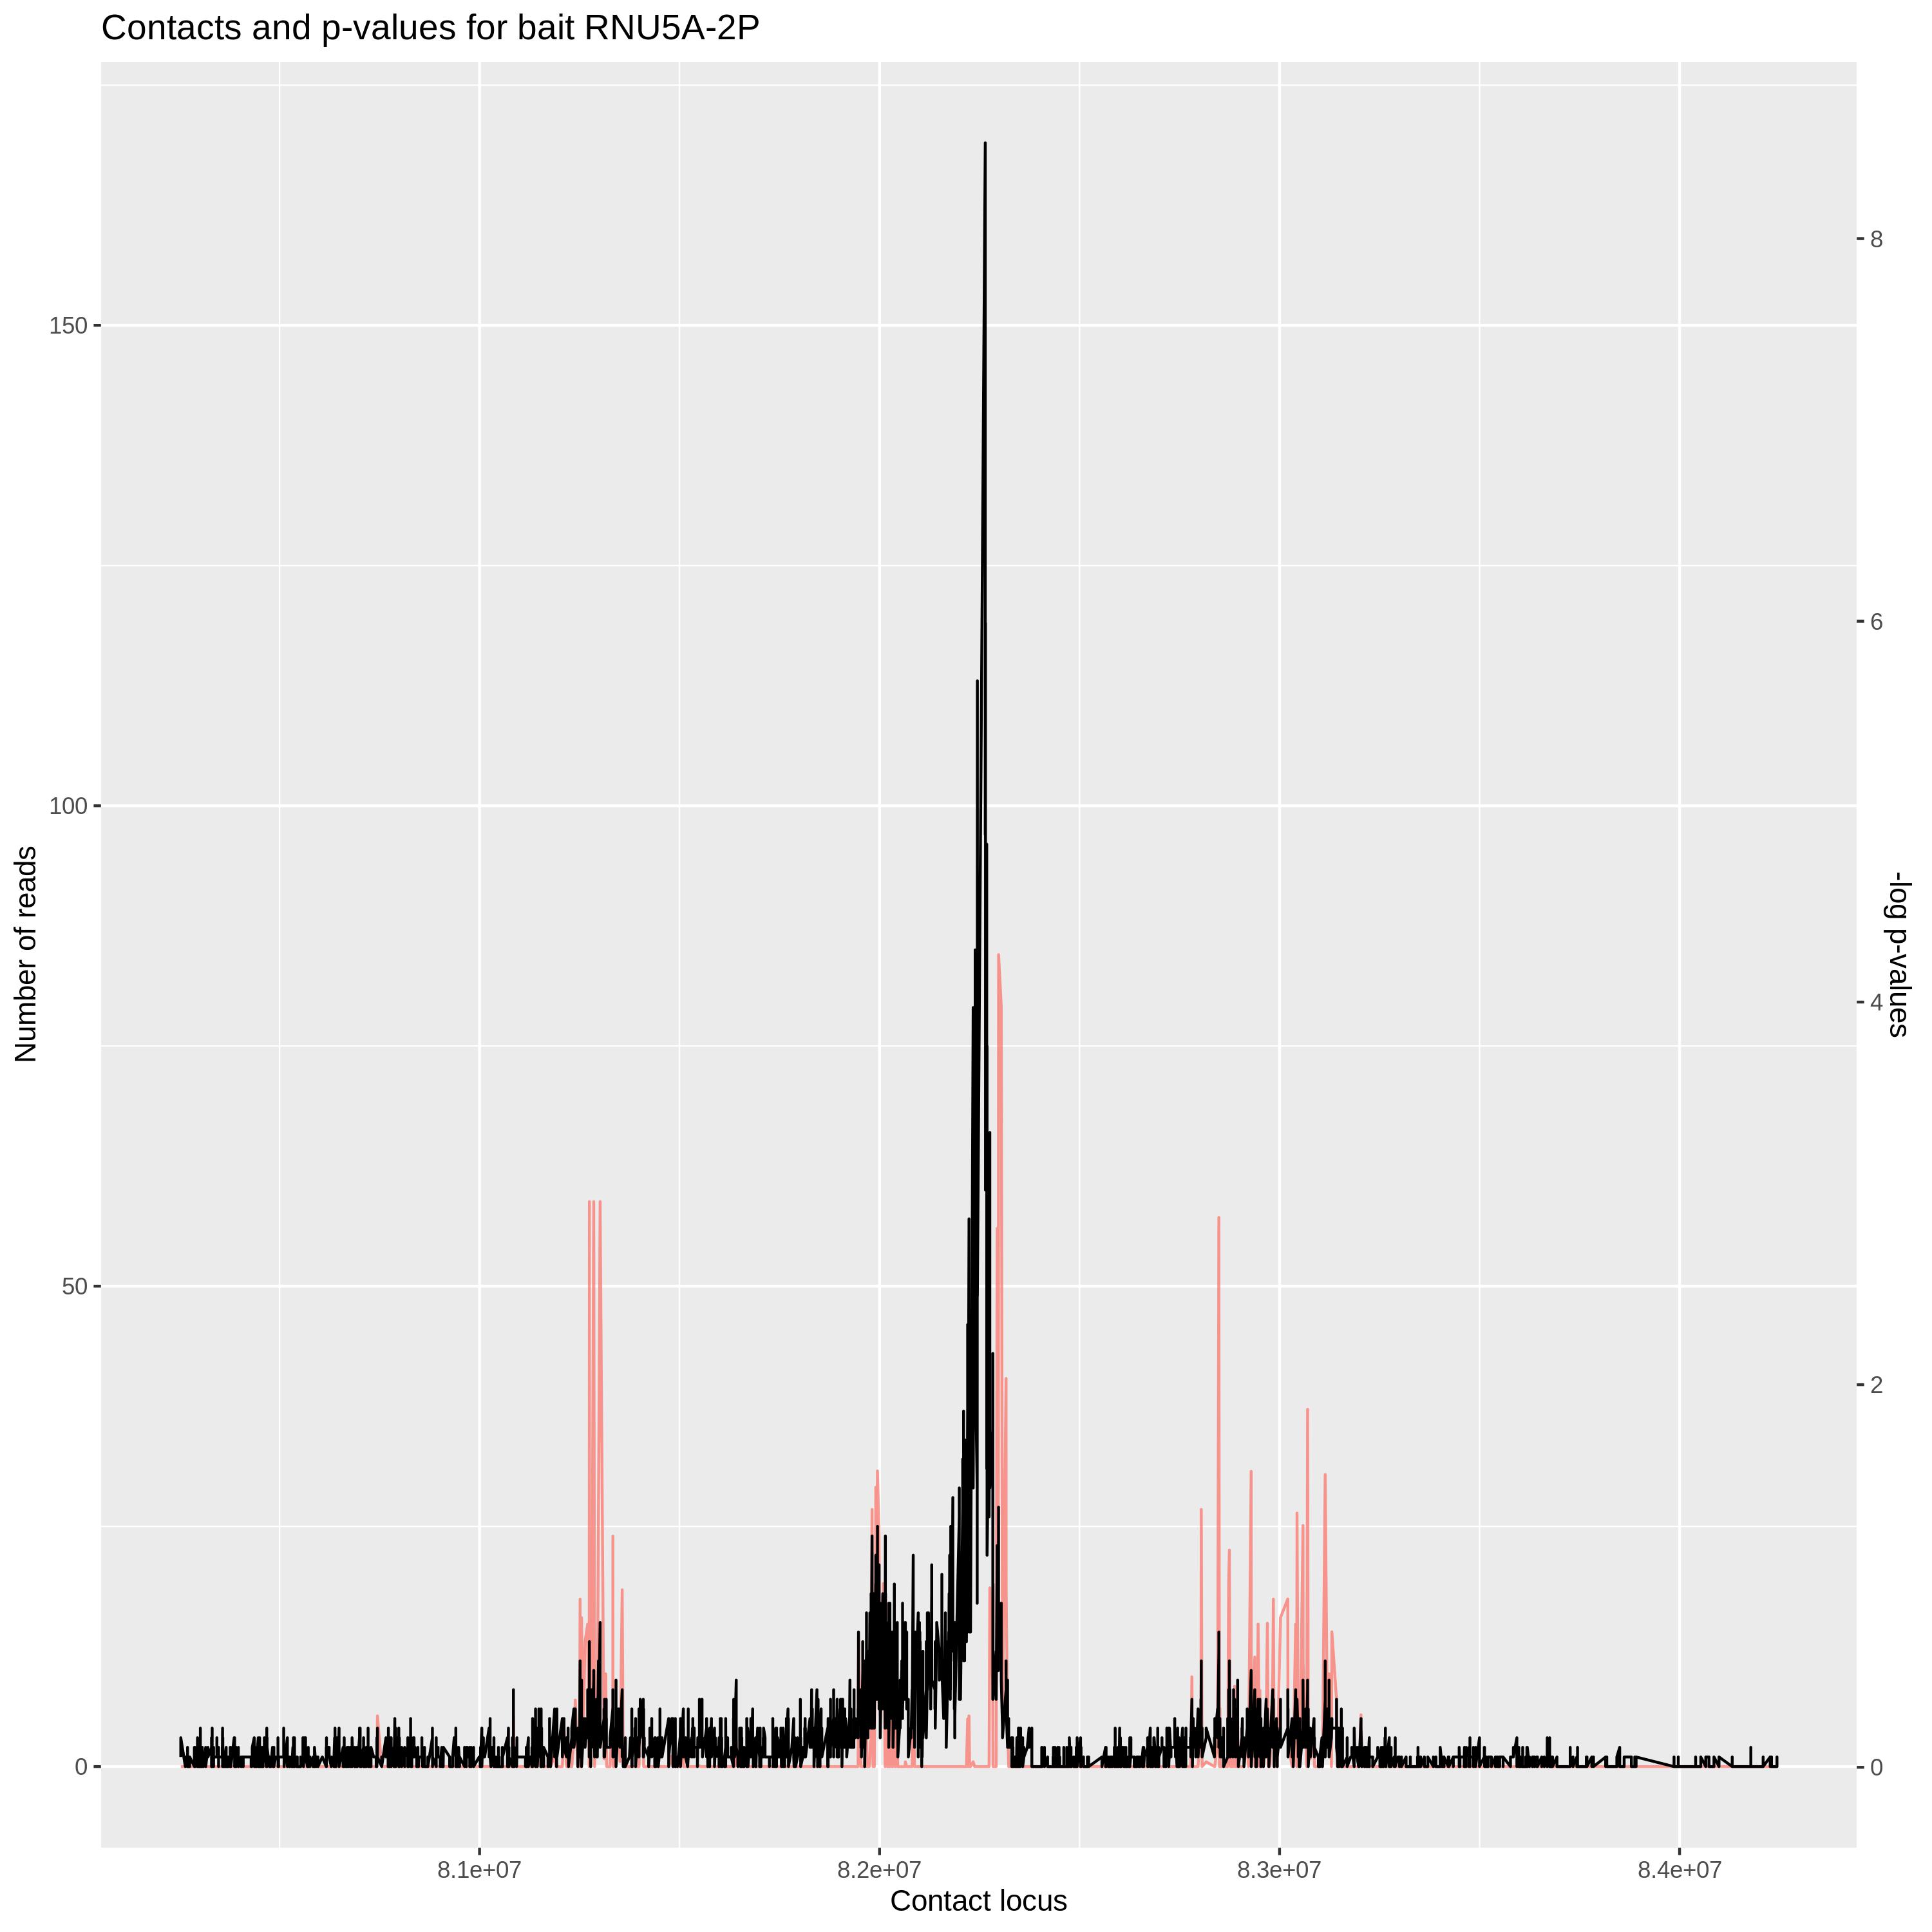 Contacts and p-values for bait RNU5A-2P
150
100
50
0
Number of reads
8
6
4
2
0
-log p-values
8.1e+07
8.2e+07
8.3e+07
8.4e+07
Contact locus